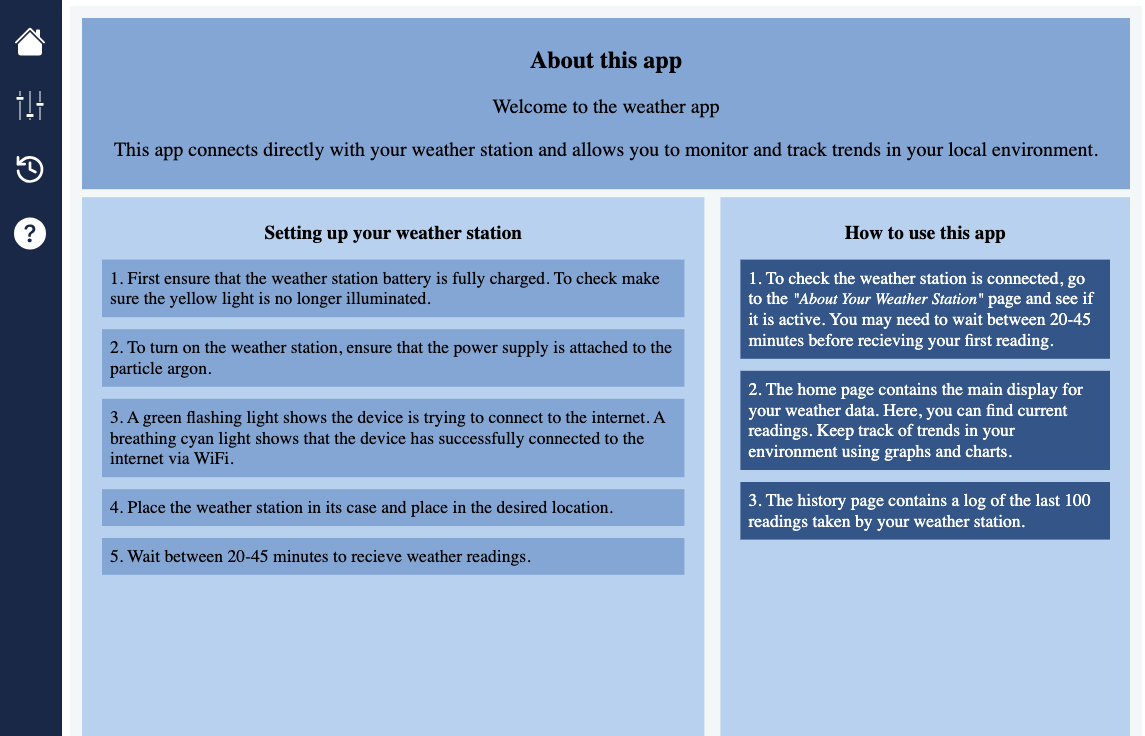 About this app
Welcome to the weather app
This app connects directly with your weather station and allows you to monitor and track trends in your local environment.
?
Setting up your weather station
1. First ensure that the weather station battery is fully charged. To check make
sure the yellow light is no longer illuminated.
2. To turn on the weather station, ensure that the power supply is attached to the
particle argon.
3. A green flashing light shows the device is trying to connect to the internet. A
breathing cyan light shows that the device has successfully connected to the
internet via WiFi.
4. Place the weather station in its case and place in the desired location.
5. Wait between 20-45 minutes to recieve weather readings.
How to use this app
1. To check the weather station is connected, go
to the "About Your Weather Station" page and see if
it is active. You may need to wait between 20-45
minutes before recieving your first reading.
2. The home page contains the main display for
your weather data. Here, you can find current
readings. Keep track of trends in your
environment using graphs and charts.
3. The history page contains a log of the last 100
readings taken by your weather station.